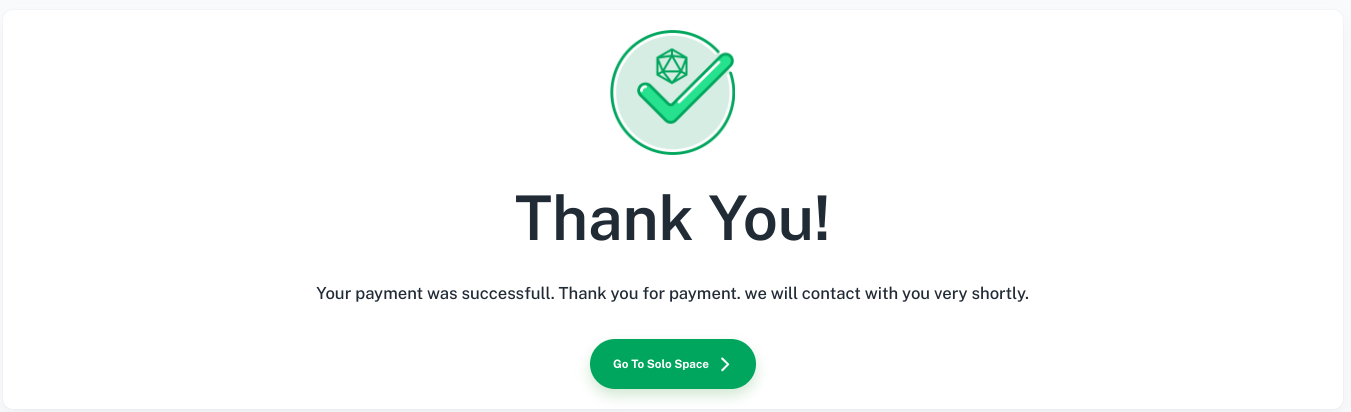 Thank You!
Your payment was successfull. Thank you for payment. we will contact with you very shortly.
Go To Solo Space